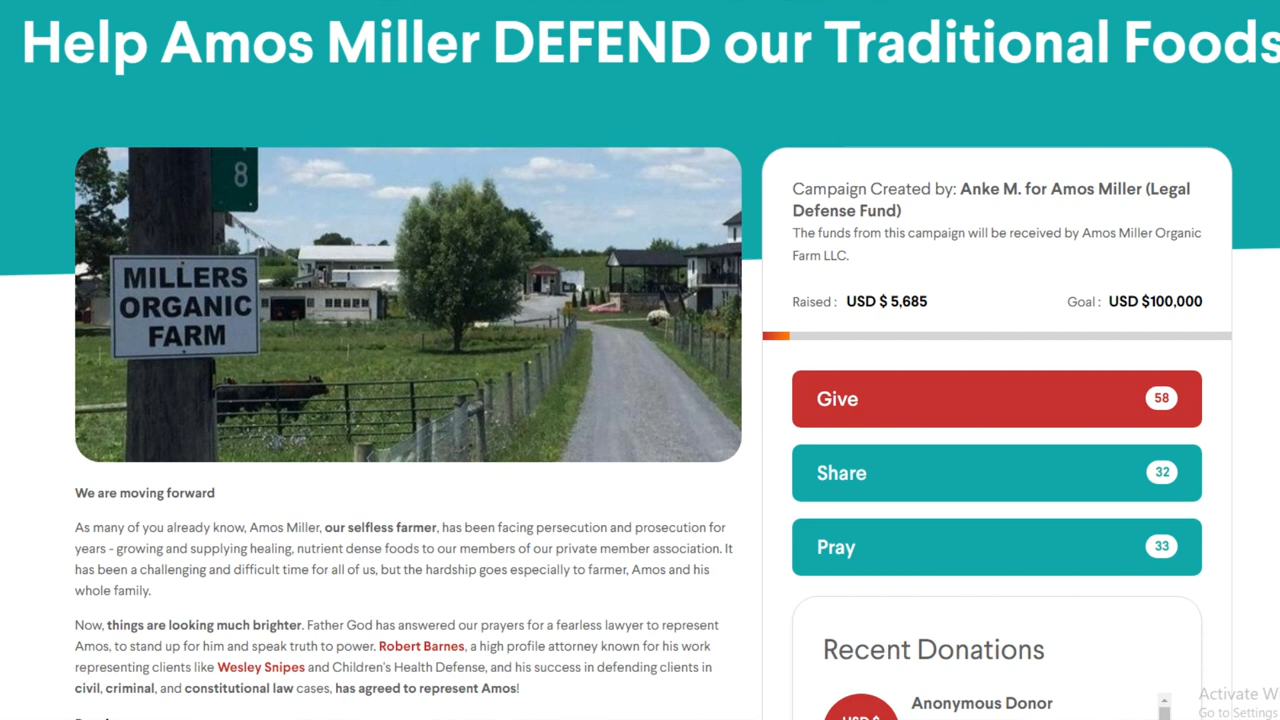 Help Amos Miller DEFEND our Traditional Foods
8
MILLERS
ORGANIC
FARM
Campaign Created by: Anke M. for Amos Miller (Legal
Defense Fund)
The funds from this campaign will be received by Amos Miller Organic
Farm LLC.
Raised : USD $ 5,685
Goal : USD $100,000
Give 58
Share 32
Pray 33
We are moving forward
As many of you already know, Amos Miller, our selfless farmer, has been facing persecution and prosecution for
years - growing and supplying healing, nutrient dense foods to our members of our private member association. It
has been a challenging and difficult time for all of us, but the hardship goes especially to farmer, Amos and his
whole family.
Now, things are looking much brighter. Father God has answered our prayers for a fearless lawyer to represent
Amos, to stand up for him and speak truth to power. Robert Barnes, a high profile attorney known for his work
representing clients like Wesley Snipes and Children's Health Defense, and his success in defending clients in
civil, criminal, and constitutional law cases, has agreed to represent Amos!
Recent Donations
Anonymous Donor
USD $
Activate W
Go to Settings